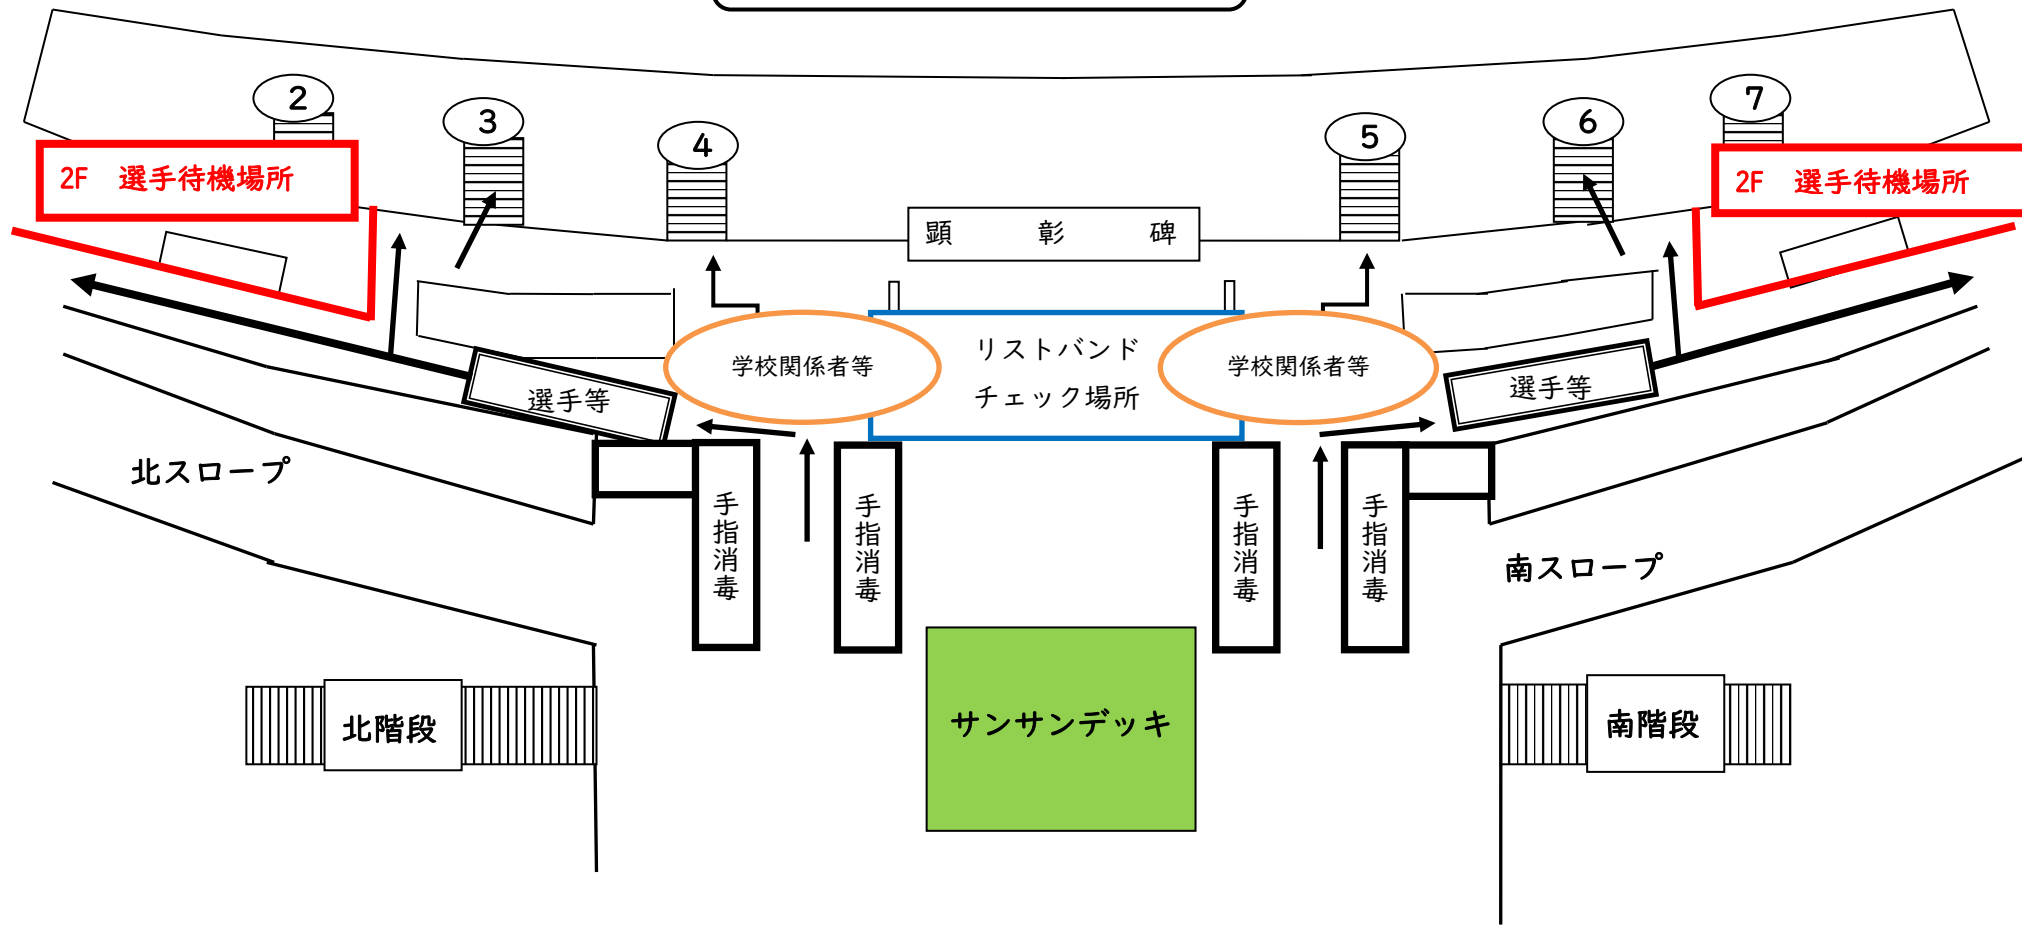 2
3
4
5
6
7
2F　選手待機場所
2F　選手待機場所
顕　彰　碑
学校関係者等
リストバンド
チェック場所
学校関係者等
選手等
選手等
北スロープ
手指消毒
手指消毒
手指消毒
手指消毒
南スロープ
北階段
サンサンデッキ
南階段